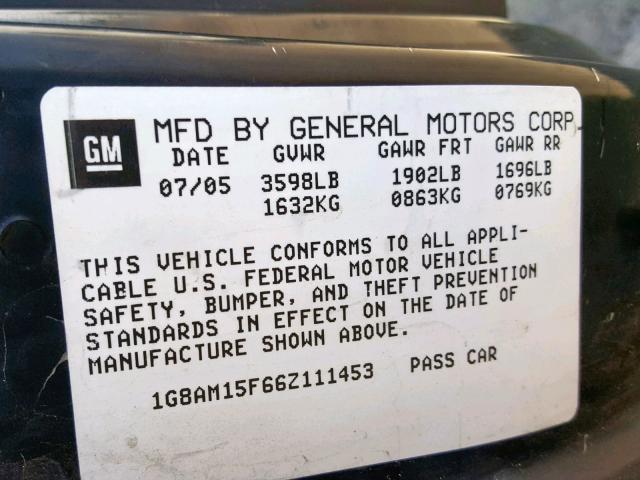 GM
MFD BY GENERAL MOTORS CORP
DATE GVWR GAWR FRT GAWR RR
07/05 3598LB 1902LB 1696LB
1632KG 0863KG 0769KG
THIS VEHICLE CONFORMS TO ALL APPLI-
CABLE U.S. FEDERAL MOTOR VEHICLE
SAFETY, BUMPER, AND THEFT PREVENTION
STANDARDS IN EFFECT ON THE DATE OF
MANUFACTURE SHOWN ABOVE.
1G8AM15F66Z111453 PASS CAR